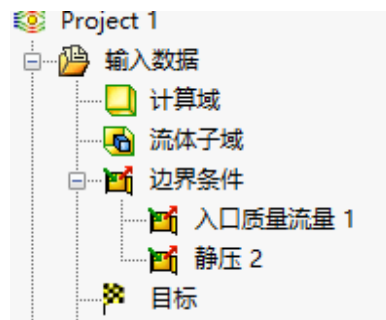 Project 1
输入数据
计算域
流体子域
边界条件
入口质量流量 1
静压 2
目标